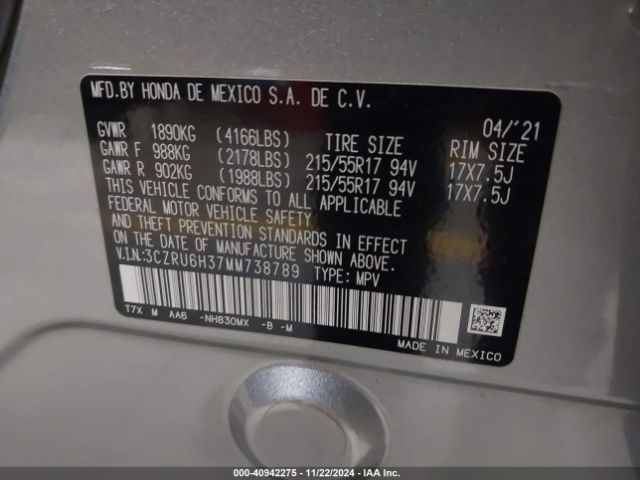 MFD.BY HONDA DE MEXICO S.A. DE C.V.
04/'21
GVWR 1890KG (4166LBS) TIRE SIZE RIM SIZE
GAWR F 988KG (2178LBS) 215/55R17 94V 17X7.5J
GAWR R 902KG (1988LBS) 215/55R17 94V 17X7.5J
THIS VEHICLE CONFORMS TO ALL APPLICABLE
FEDERAL MOTOR VEHICLE SAFETY
AND THEFT PREVENTION STANDARDS IN EFFECT
ON THE DATE OF MANUFACTURE SHOWN ABOVE.
V.I.N.:3CZRU6H37MM738789 TYPE: MPV
T7X M AA6 -NH830MX -B -M
MADE IN MEXICO
000-40942275 - 11/22/2024 - IAA Inc.